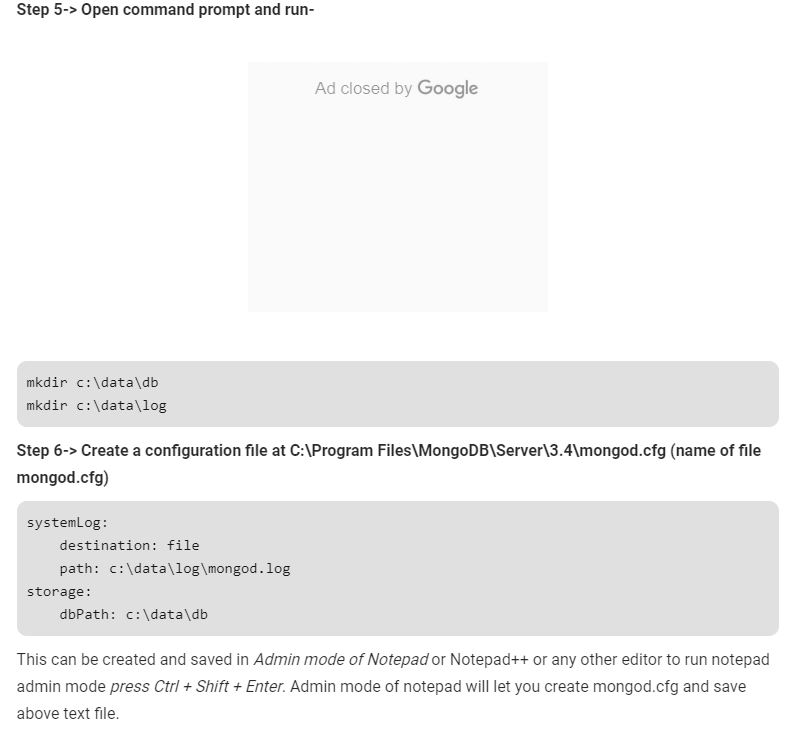 Step 5-> Open command prompt and run-
Ad closed by Google
mkdir c:\data\db
mkdir c:\data\log
Step 6-> Create a configuration file at C:\Program Files\MongoDB\Server\3.4\mongod.cfg (name of file
mongod.cfg)
systemLog:
    destination: file
    path: c:\data\log\mongod.log
storage:
    dbPath: c:\data\db
This can be created and saved in Admin mode of Notepad or Notepad++ or any other editor to run notepad
admin mode press Ctrl + Shift + Enter. Admin mode of notepad will let you create mongod.cfg and save
above text file.